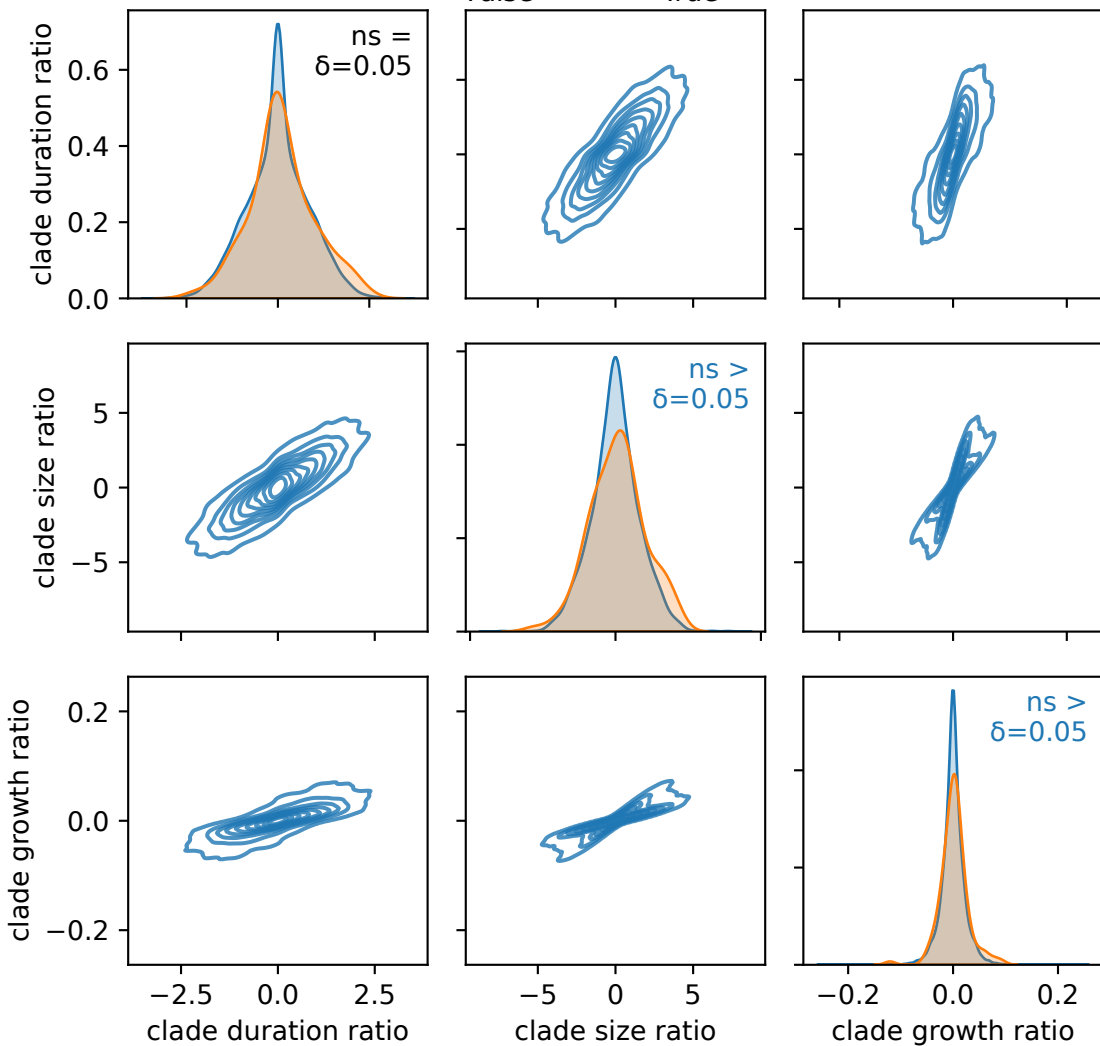 clade duration ratio
0.6
0.4
0.2
0.0
ns =
δ=0.05
clade size ratio
5
0
−5
ns >
δ=0.05
clade growth ratio
0.2
0.0
−0.2
ns >
δ=0.05
−2.5 0.0 2.5
−5 0 5
−0.2 0.0 0.2
clade duration ratio
clade size ratio
clade growth ratio